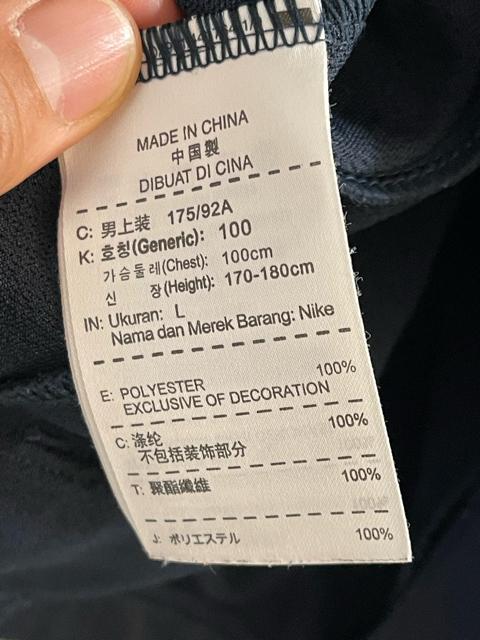 MADE IN CHINA
中国製
DIBUAT DI CINA
C: 男上装 175/92A
K: 호칭(Generic): 100
가슴둘레(Chest): 100cm
신 장(Height): 170-180cm
IN: Ukuran: L
Nama dan Merek Barang: Nike
E: POLYESTER 100%
EXCLUSIVE OF DECORATION
C: 涤纶 100%
不包括装饰部分
T: 聚酯纖維 100%
J: ポリエステル 100%